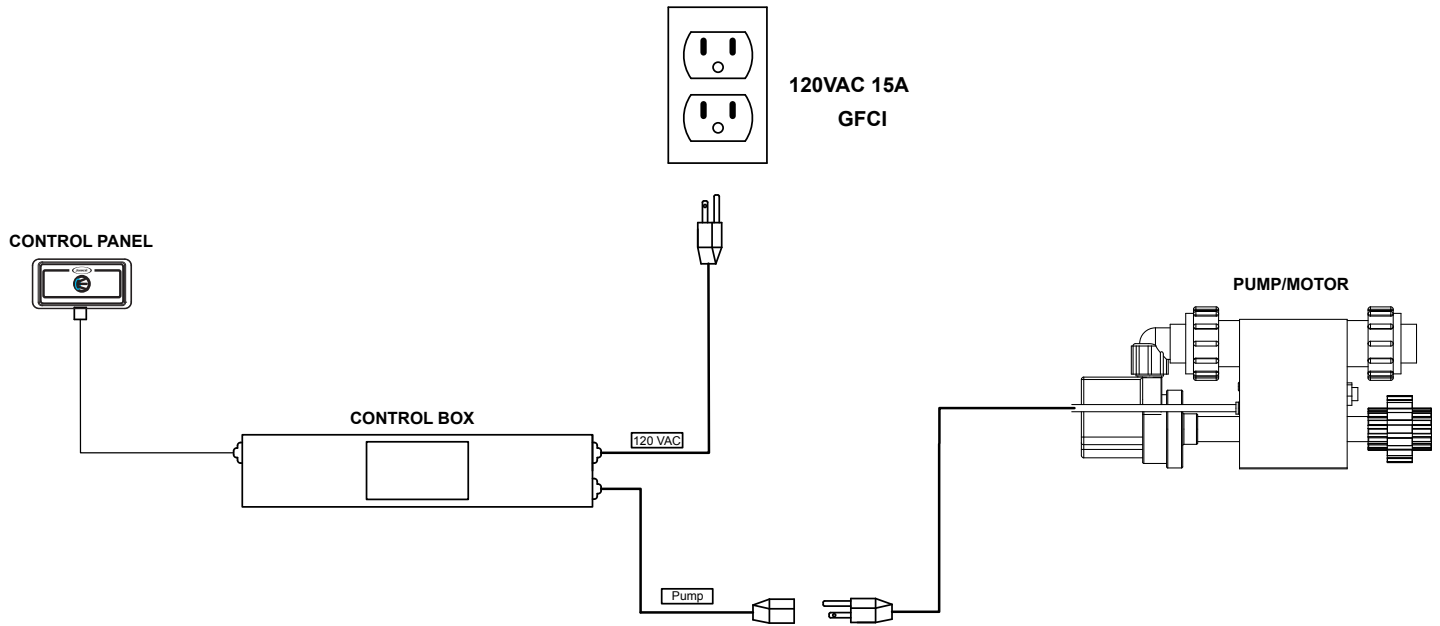 120VAC 15A
GFCI
CONTROL PANEL
PUMP/MOTOR
CONTROL BOX
120 VAC
Pump